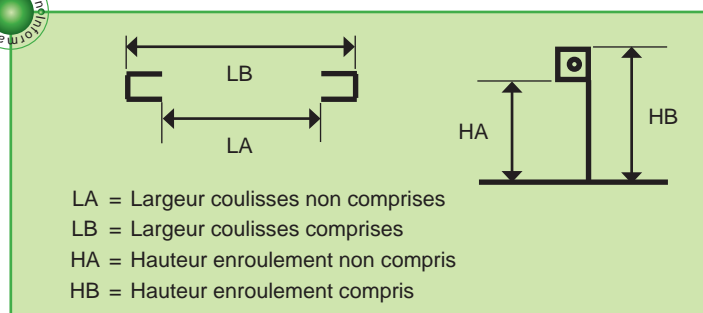 LB
LA
HA
HB
LA = Largeur coulisses non comprises
LB = Largeur coulisses comprises
HA = Hauteur enroulement non compris
HB = Hauteur enroulement compris